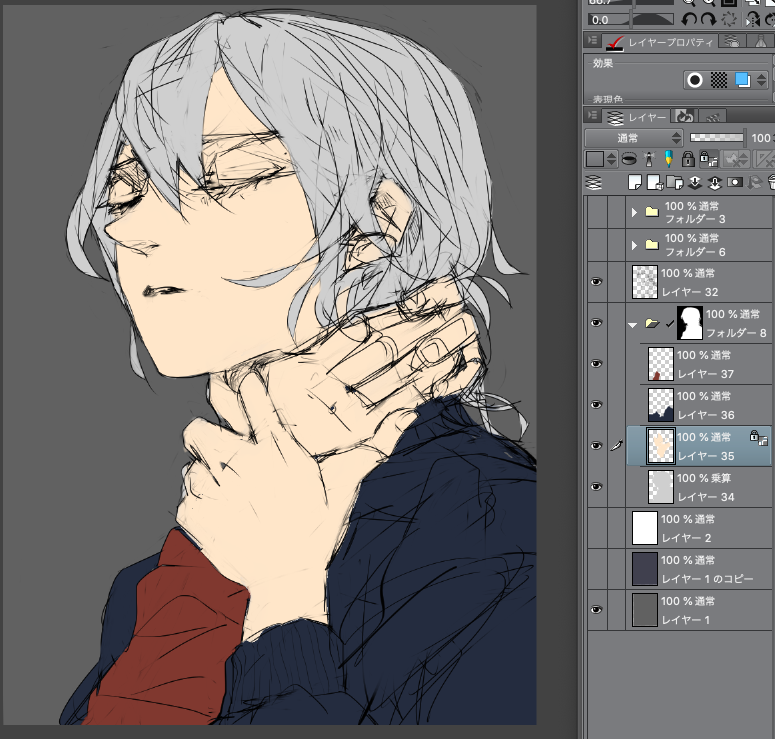 66.7
0.0
レイヤープロパティ
効果
表現色
レイヤー
通常
100
100 %通常
フォルダー 3
100 %通常
フォルダー 6
100 %通常
レイヤー 32
100 %通常
フォルダー 8
100 %通常
レイヤー 37
100 %通常
レイヤー 36
100 %通常
レイヤー 35
100 %乗算
レイヤー 34
100 %通常
レイヤー 2
100 %通常
レイヤー 1 のコピー
100 %通常
レイヤー 1